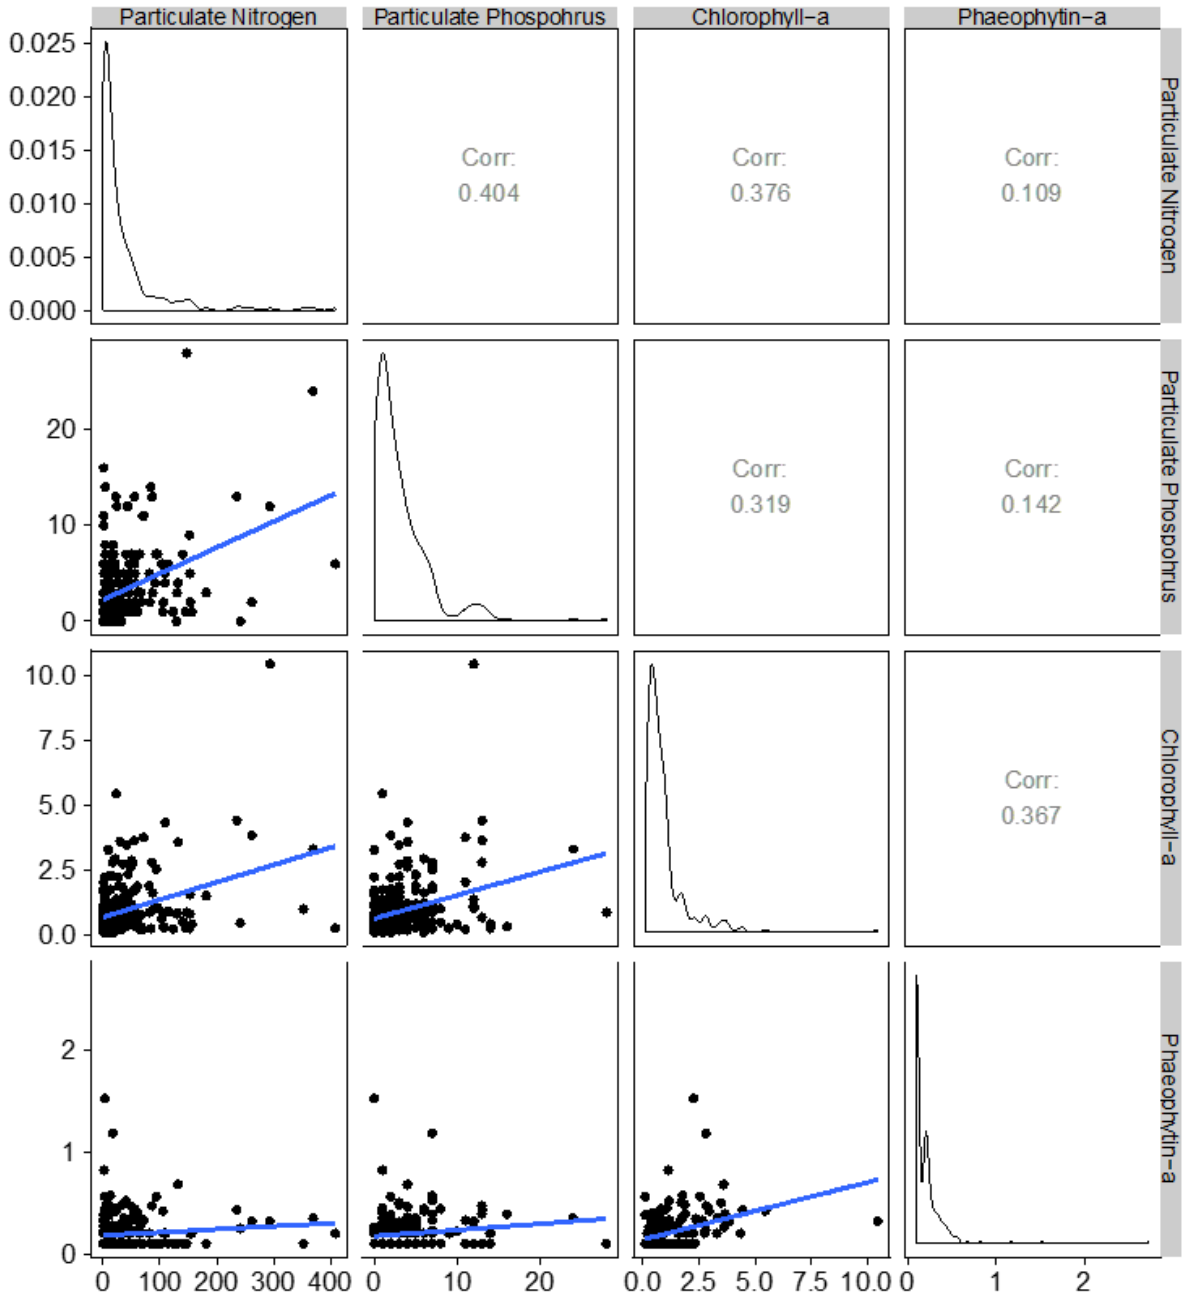 Particulate Nitrogen Particulate Phospohrus Chlorophyll-a Phaeophytin-a
0.025
0.020
0.015
0.010
0.005
0.000
Corr:
0.404
Corr:
0.376
Corr:
0.109
Particulate Nitrogen
20
10
0
Corr:
0.319
Corr:
0.142
Particulate Phospohrus
10.0
7.5
5.0
2.5
0.0
Corr:
0.367
Chlorophyll-a
2
1
0
Phaeophytin-a
0 100 200 300 400 0 10 20 0.0 2.5 5.0 7.5 10.0 0 1 2